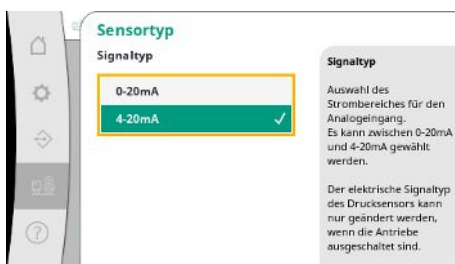 Sensortyp
Signaltyp
0-20mA
4-20mA
Signaltyp
Auswahl des
Strombereiches für den
Analogeingang.
Es kann zwischen 0-20mA
und 4-20mA gewählt
werden.
Der elektrische Signaltyp
des Drucksensors kann
nur geändert werden,
wenn die Antriebe
ausgeschaltet sind.